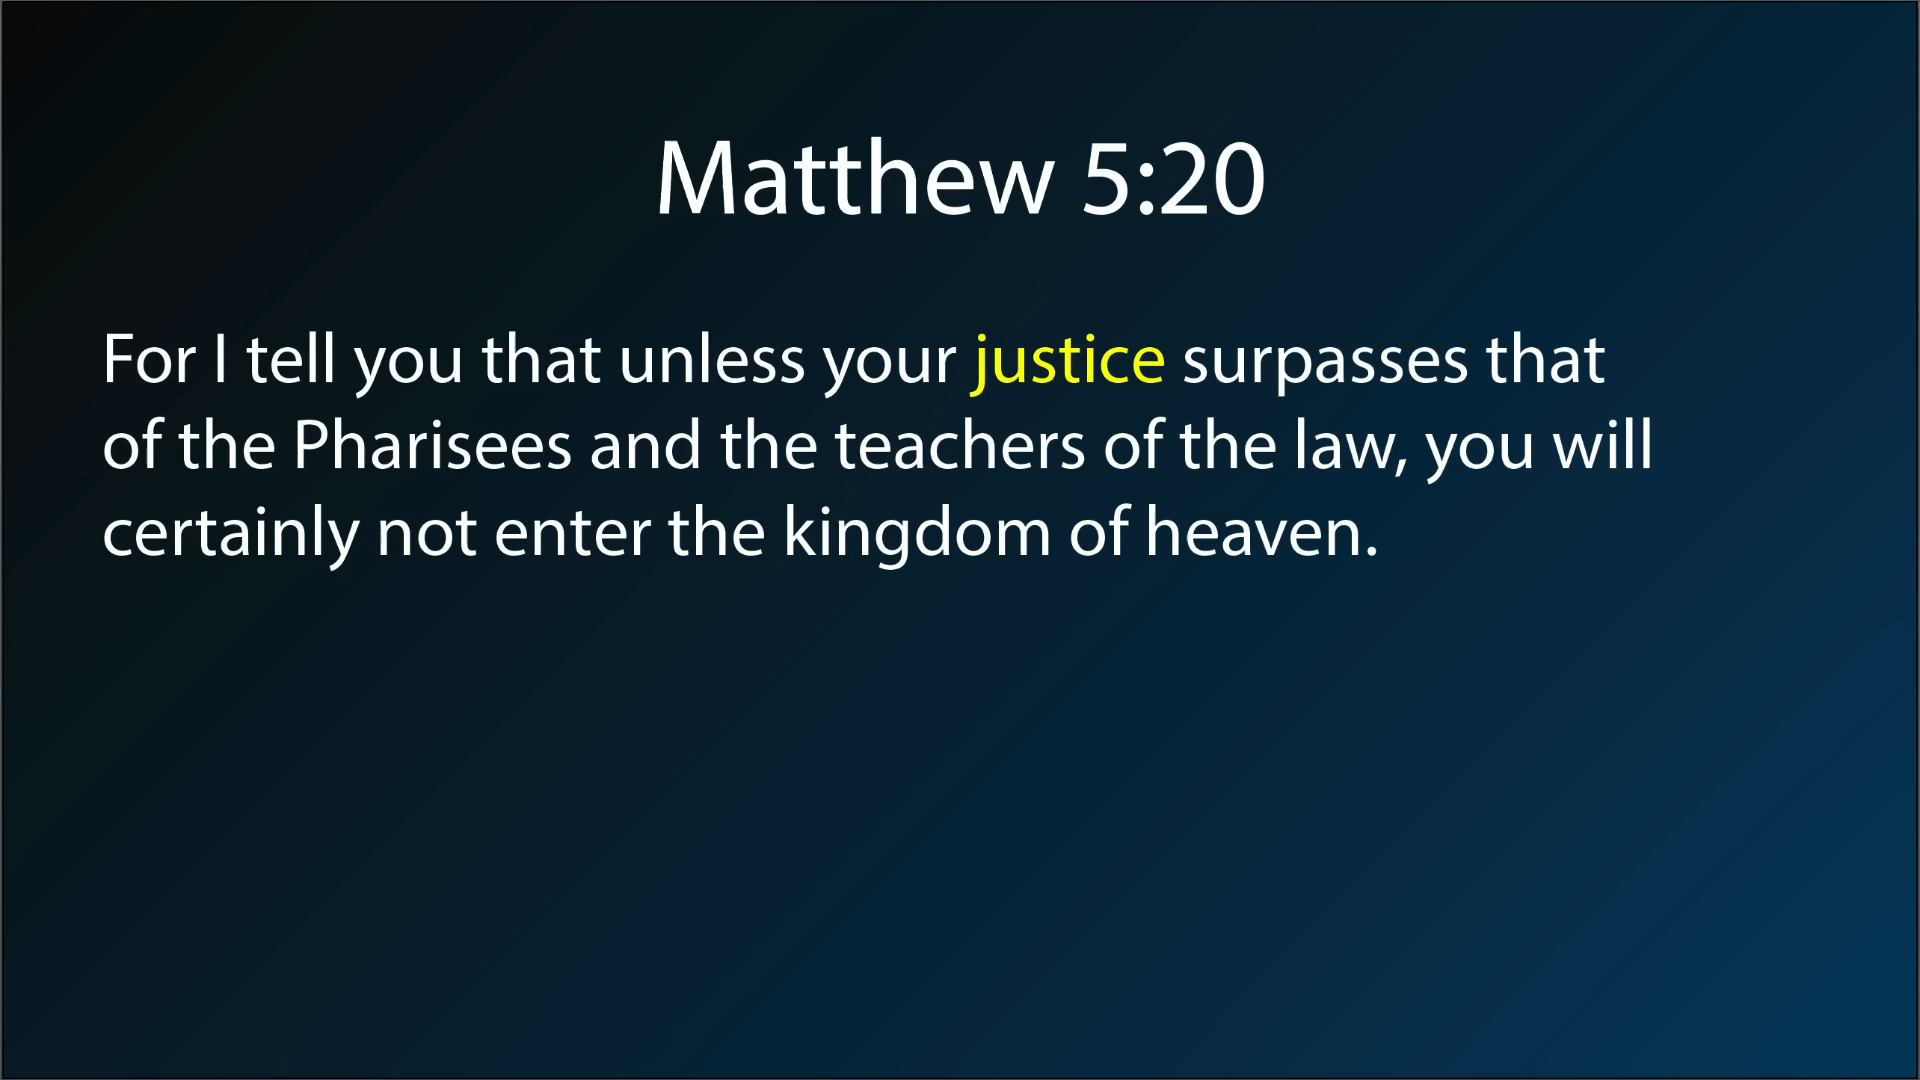 Matthew 5:20
For I tell you that unless your justice surpasses that
of the Pharisees and the teachers of the law, you will
certainly not enter the kingdom of heaven.